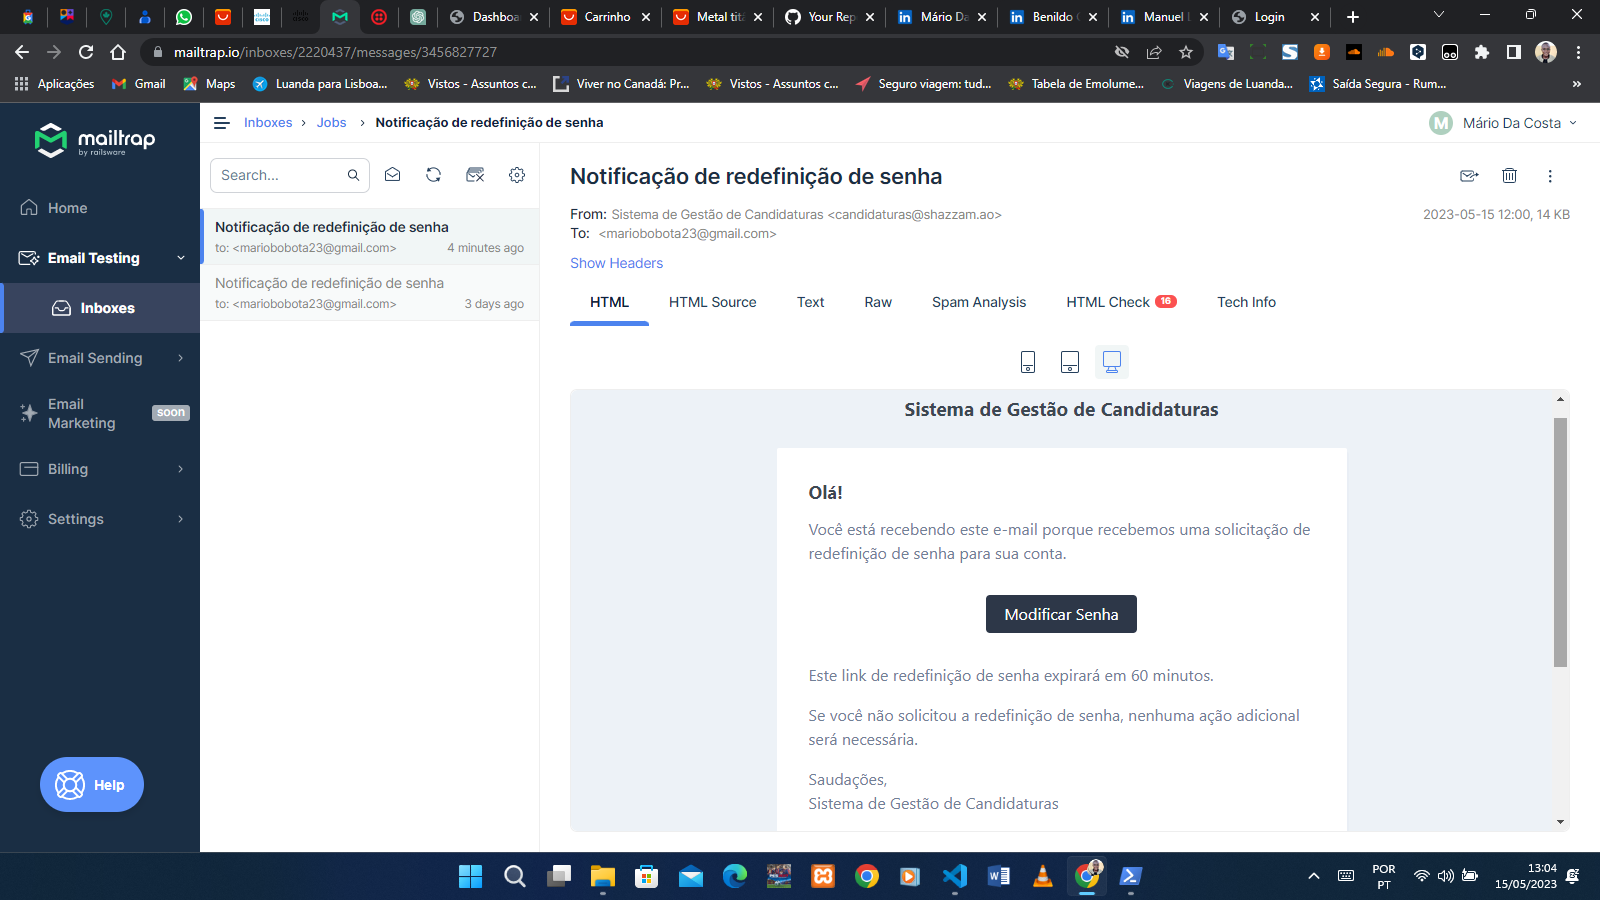 Dashboa
Carrinho
Metal titá
Your Rep
Mário Da
Benildo
Manuel L
Login
mailtrap.io/inboxes/2220437/messages/3456827727
Aplicações
Gmail
Maps
Luanda para Lisboa...
Vistos - Assuntos c...
Viver no Canadá: Pr...
Vistos - Assuntos c...
Seguro viagem: tud...
Tabela de Emolume...
Viagens de Luanda...
Saída Segura - Rum...
»
mailtrap
by railsware
Home
Email Testing
Inboxes
Email Sending
Email
Marketing
soon
Billing
Settings
Help
Inboxes › Jobs › Notificação de redefinição de senha
M Mário Da Costa
Search...
Notificação de redefinição de senha
to: <mariobobota23@gmail.com> 4 minutes ago
Notificação de redefinição de senha
to: <mariobobota23@gmail.com> 3 days ago
Notificação de redefinição de senha
From: Sistema de Gestão de Candidaturas <candidaturas@shazzam.ao>
2023-05-15 12:00, 14 KB
To: <mariobobota23@gmail.com>
Show Headers
HTML
HTML Source
Text
Raw
Spam Analysis
HTML Check 16
Tech Info
Sistema de Gestão de Candidaturas
Olá!
Você está recebendo este e-mail porque recebemos uma solicitação de
redefinição de senha para sua conta.
Modificar Senha
Este link de redefinição de senha expirará em 60 minutos.
Se você não solicitou a redefinição de senha, nenhuma ação adicional
será necessária.
Saudações,
Sistema de Gestão de Candidaturas
POR
PT
13:04
15/05/2023